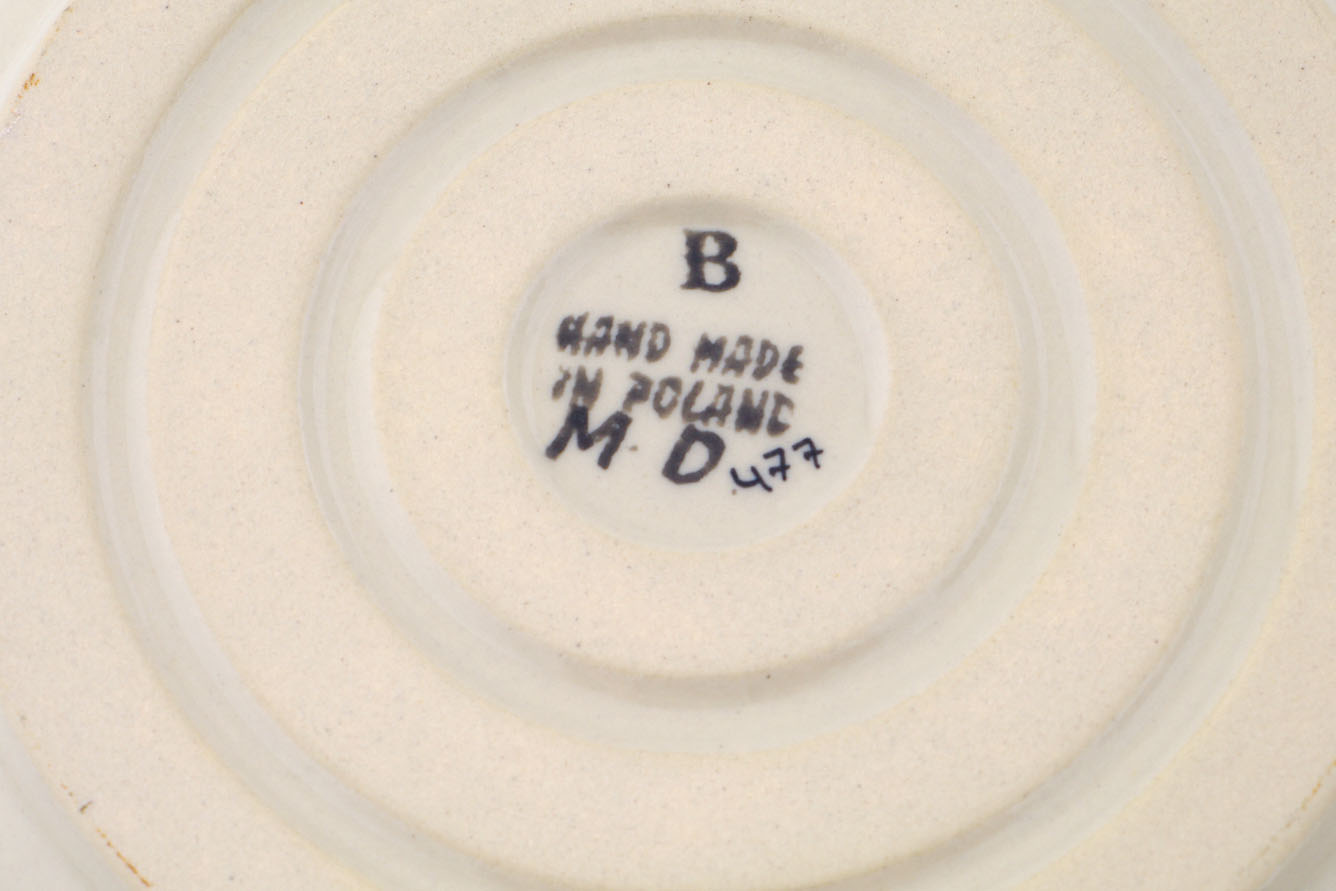 B
HAND MADE
IN POLAND
M. D.
477